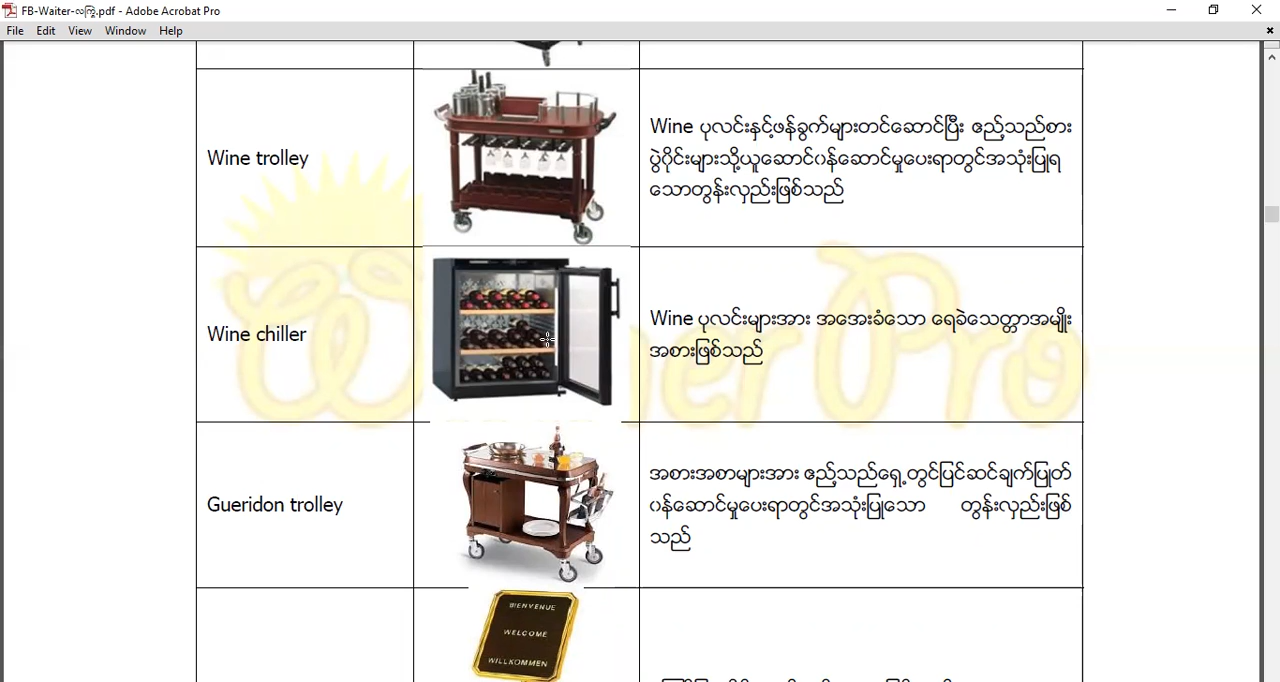 FB-Waiter-လကြွ.pdf - Adobe Acrobat Pro
File Edit View Window Help
Wine trolley
Wine ပုလင်းနှင့်ဖန်ခွက်များတင်ဆောင်ပြီး ဧည့်သည်စား
ပွဲဝိုင်းများသို့ယူဆောင်ဝန်ဆောင်မှုပေးရာတွင်အသုံးပြုရ
သောတွန်းလှည်းဖြစ်သည်
Wine chiller
Wine ပုလင်းများအား အအေးခံသော ရေခဲသေတ္တာအမျိုး
အစားဖြစ်သည်
Gueridon trolley
အစားအစာများအား ဧည့်သည်ရှေ့တွင်ပြင်ဆင်ချက်ပြုတ်
ဝန်ဆောင်မှုပေးရာတွင်အသုံးပြုသော တွန်းလှည်းဖြစ်
သည်
BIENVENUE
WELCOME
WILLKOMMEN